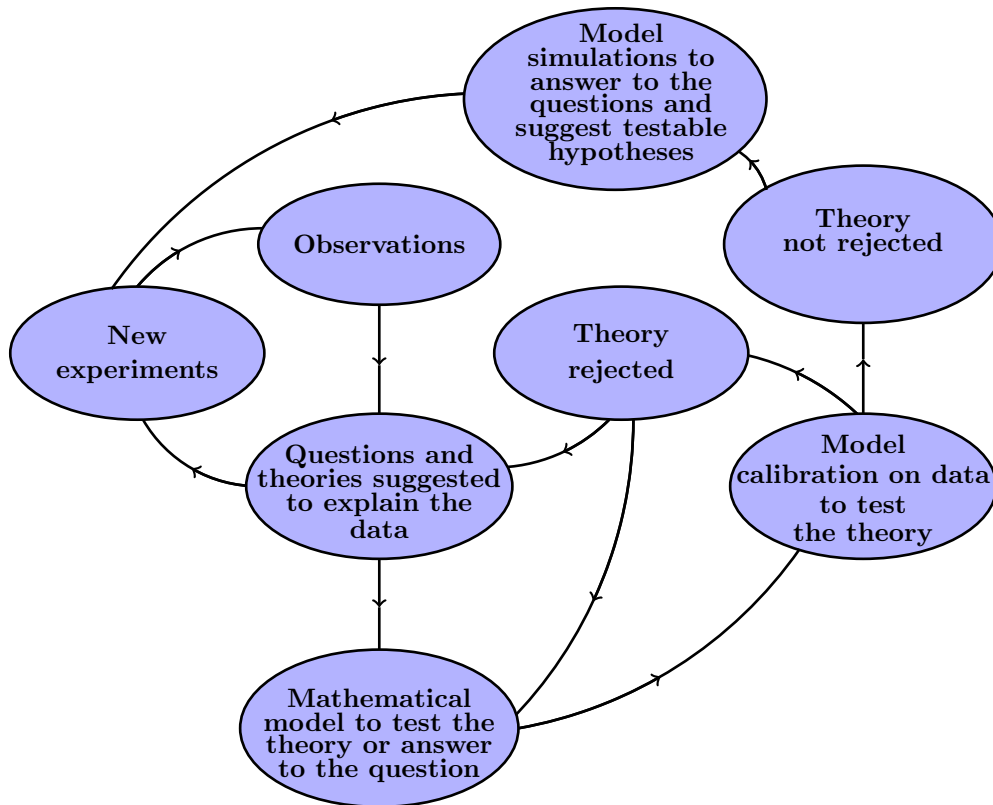 Model
simulations to
answer to the
questions and
suggest testable
hypotheses
Theory
not rejected
Observations
New
experiments
Theory
rejected
Questions and
theories suggested
to explain the
data
Model
calibration on data
to test
the theory
Mathematical
model to test the
theory or answer
to the question